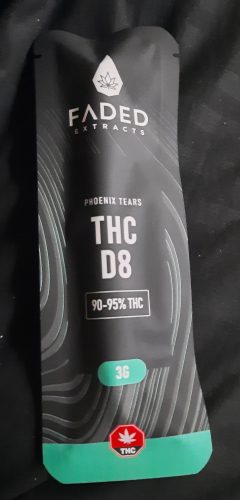 FADED
EXTRACTS
PHOENIX TEARS
THC
D8
90-95% THC
3G
THC